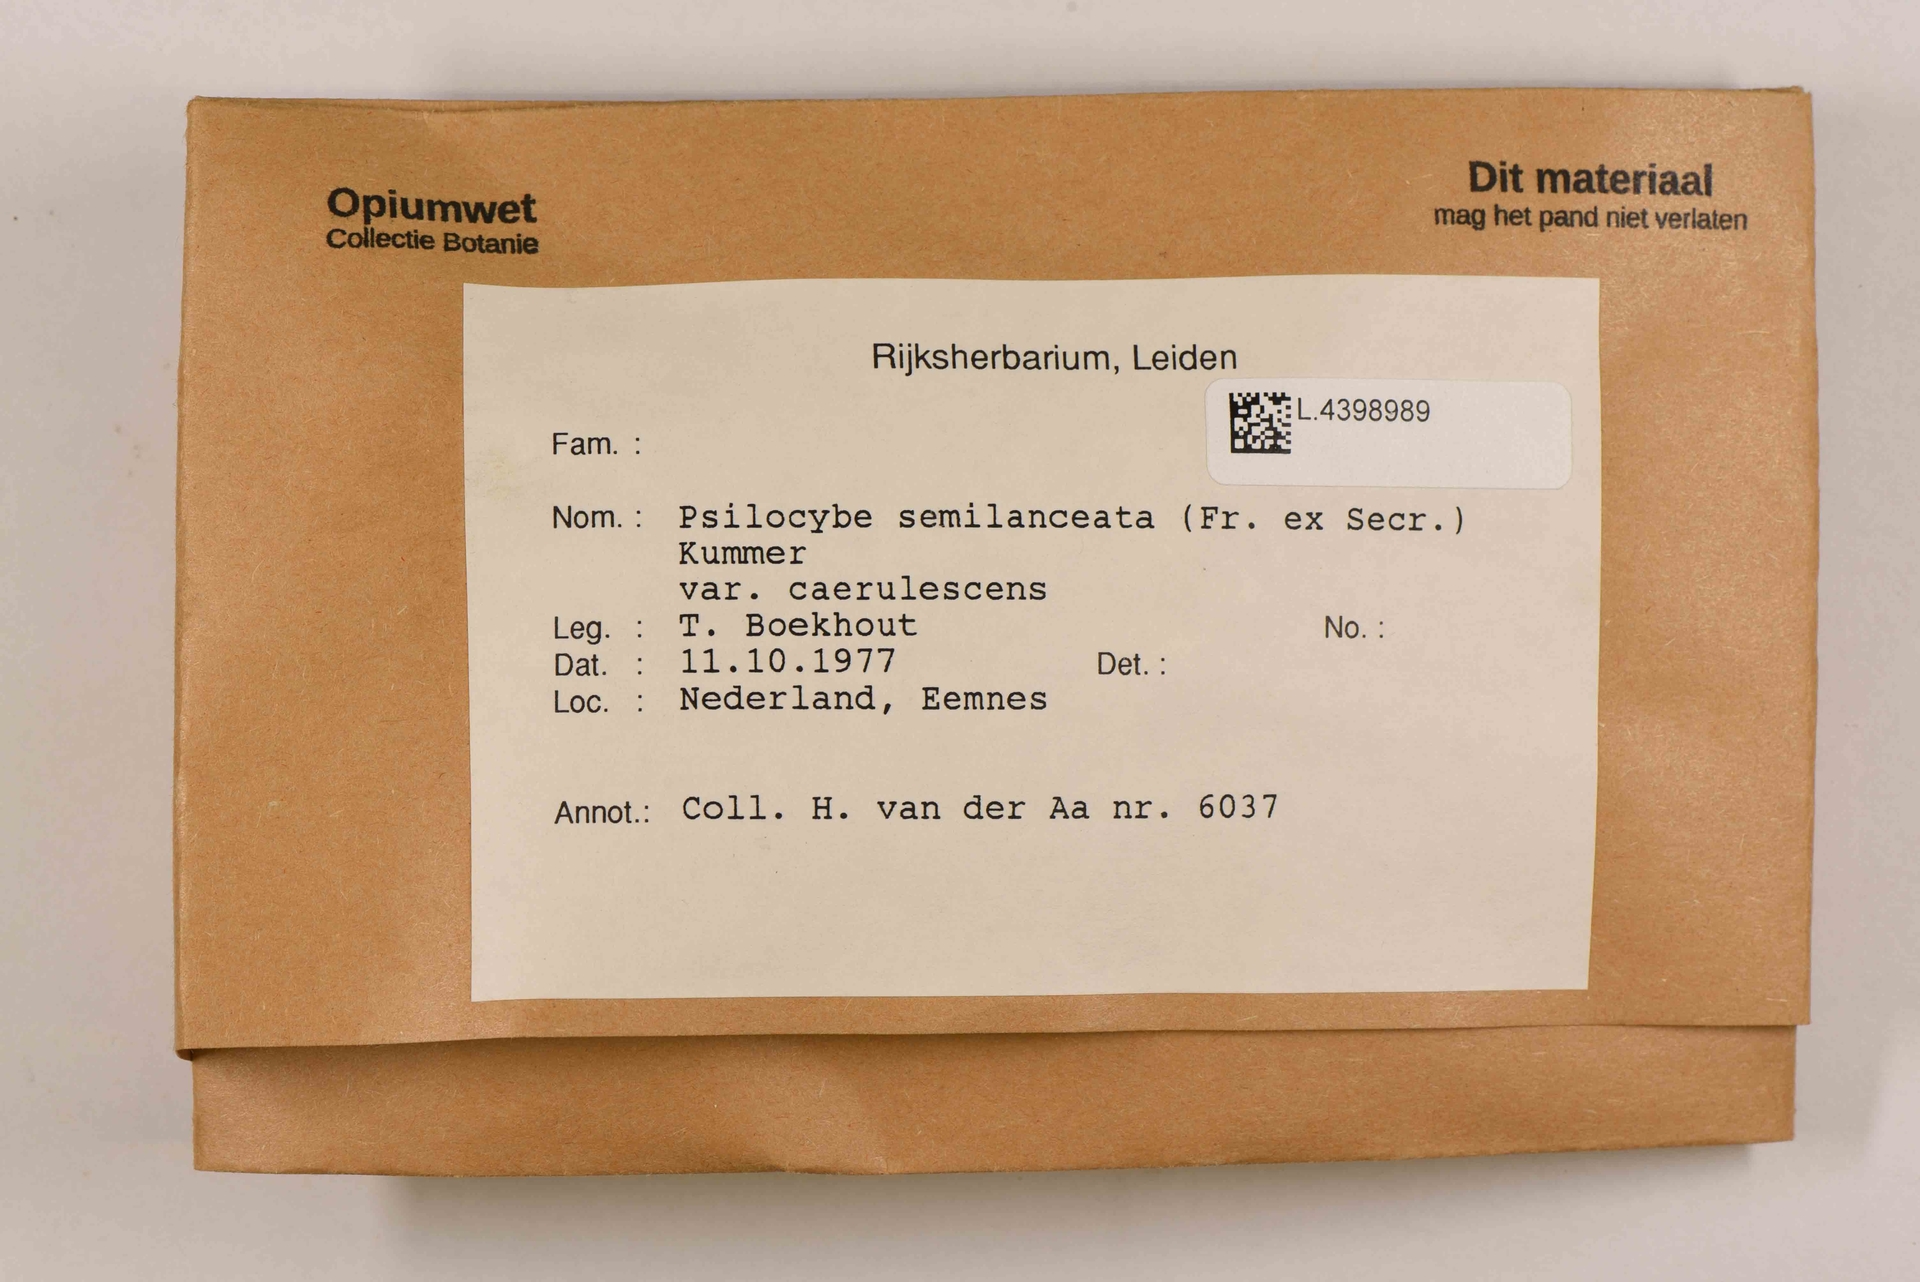 Opiumwet
Collectie Botanie
Dit materiaal
mag het pand niet verlaten
Rijksherbarium, Leiden
L.4398989
Fam. :
Nom. : Psilocybe semilanceata (Fr. ex Secr.)
Kummer
var. caerulescens
Leg. : T. Boekhout No. :
Dat. : 11.10.1977 Det. :
Loc. : Nederland, Eemnes
Annot.: Coll. H. van der Aa nr. 6037